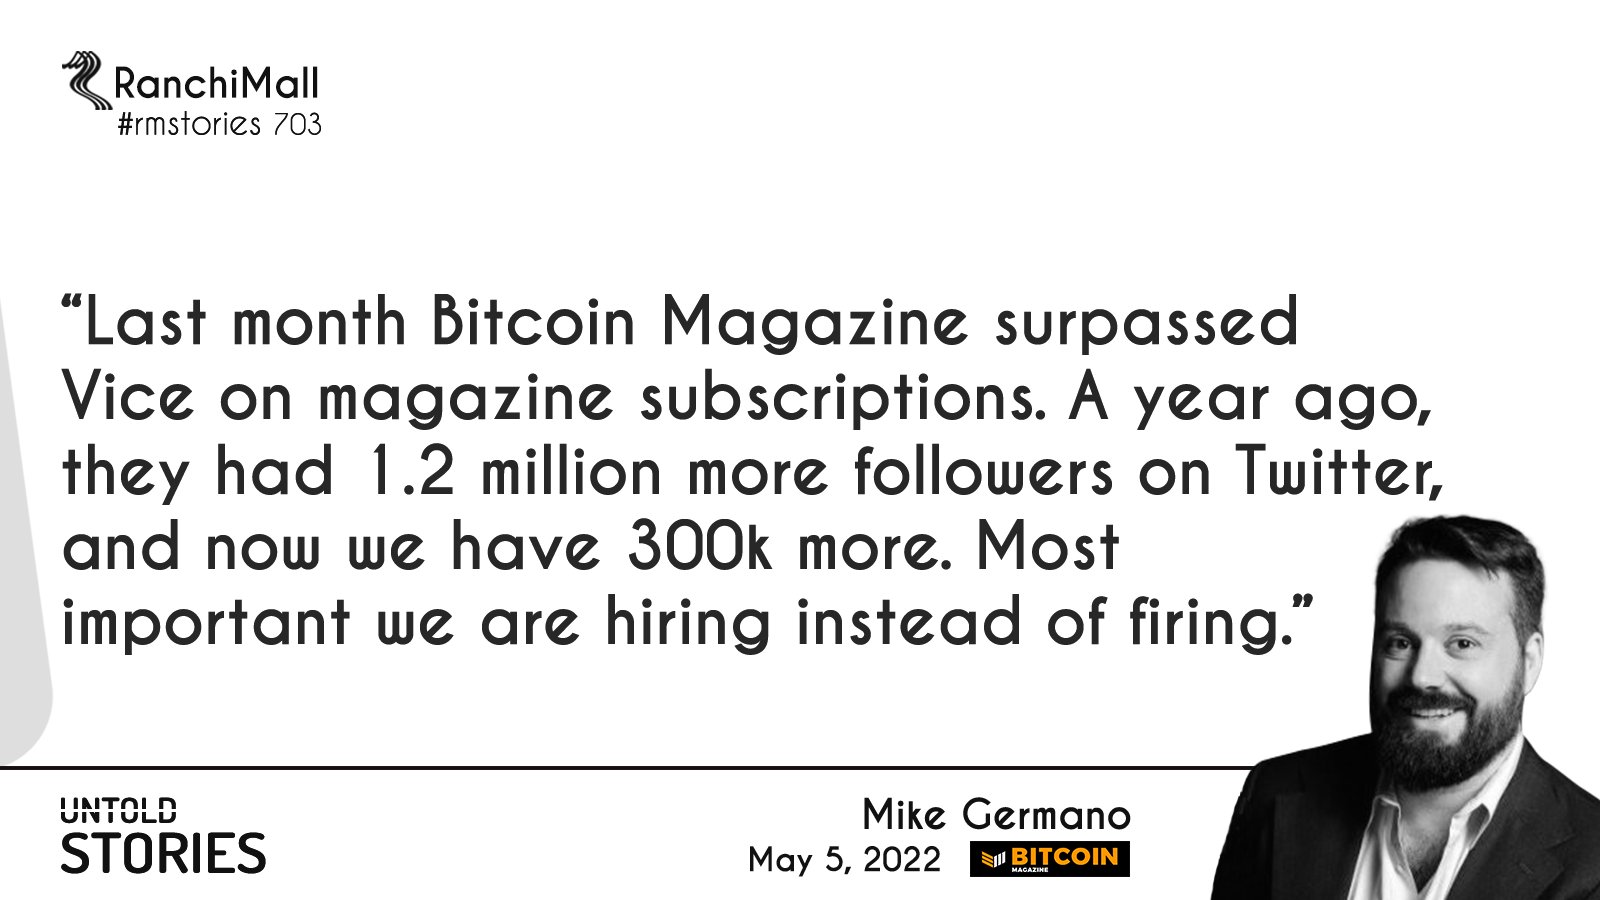 RanchiMall
#rmstories 703
“Last month Bitcoin Magazine surpassed
Vice on magazine subscriptions. A year ago,
they had 1.2 million more followers on Twitter,
and now we have 300k more. Most
important we are hiring instead of firing.”
UNTOLD
STORIES
Mike Germano
May 5, 2022
BITCOIN
MAGAZINE